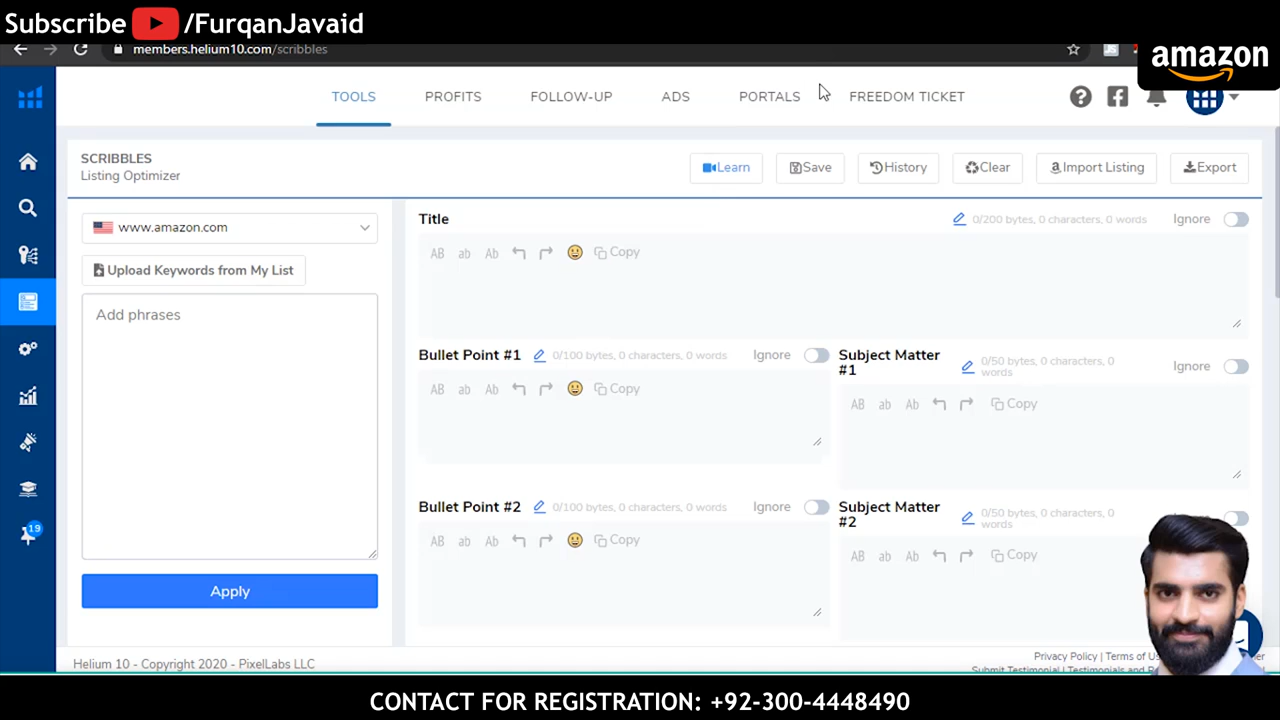 Subscribe /FurqanJavaid
members.helium10.com/scribbles
amazon
TOOLS PROFITS FOLLOW-UP ADS PORTALS FREEDOM TICKET
SCRIBBLES
Listing Optimizer
Learn Save History Clear Import Listing Export
www.amazon.com
Upload Keywords from My List
Add phrases
Apply
Title 0/200 bytes, 0 characters, 0 words Ignore
AB ab Ab Copy
Bullet Point #1 0/100 bytes, 0 characters, 0 words Ignore
AB ab Ab Copy
Subject Matter #1 0/50 bytes, 0 characters, 0 words Ignore
AB ab Ab Copy
Bullet Point #2 0/100 bytes, 0 characters, 0 words Ignore
AB ab Ab Copy
Subject Matter #2 0/50 bytes, 0 characters, 0 words
AB ab Ab Copy
19
Helium 10 - Copyright 2020 - PixelLabs LLC
Privacy Policy | Terms of
Submit Testimonial | Testimonials and
CONTACT FOR REGISTRATION: +92-300-4448490